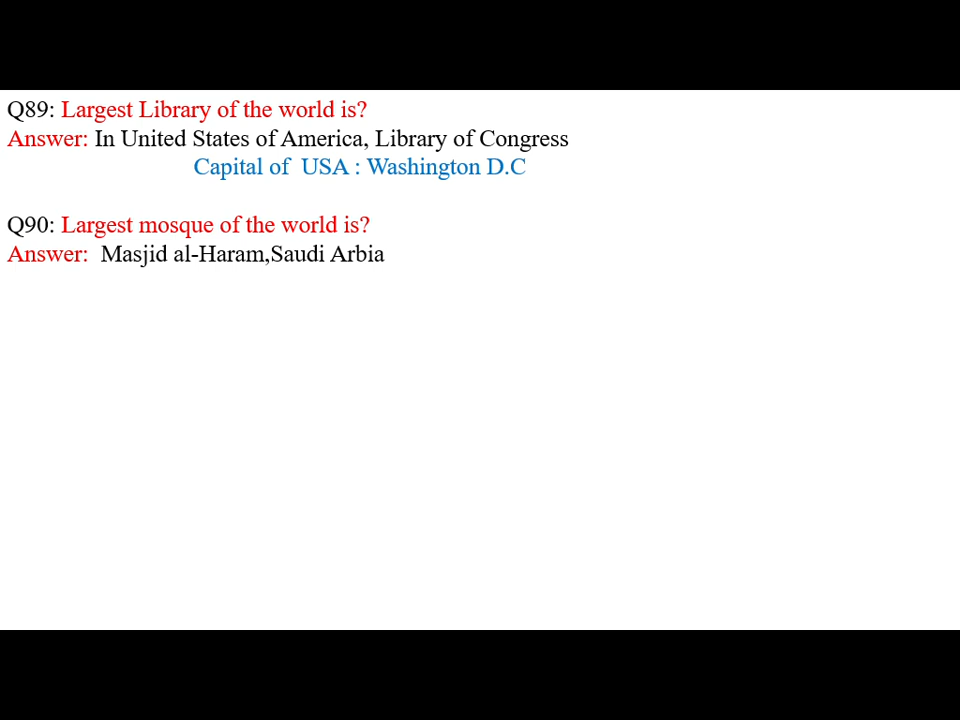 Q89: Largest Library of the world is?
Answer: In United States of America, Library of Congress
Capital of USA : Washington D.C
Q90: Largest mosque of the world is?
Answer: Masjid al-Haram,Saudi Arbia